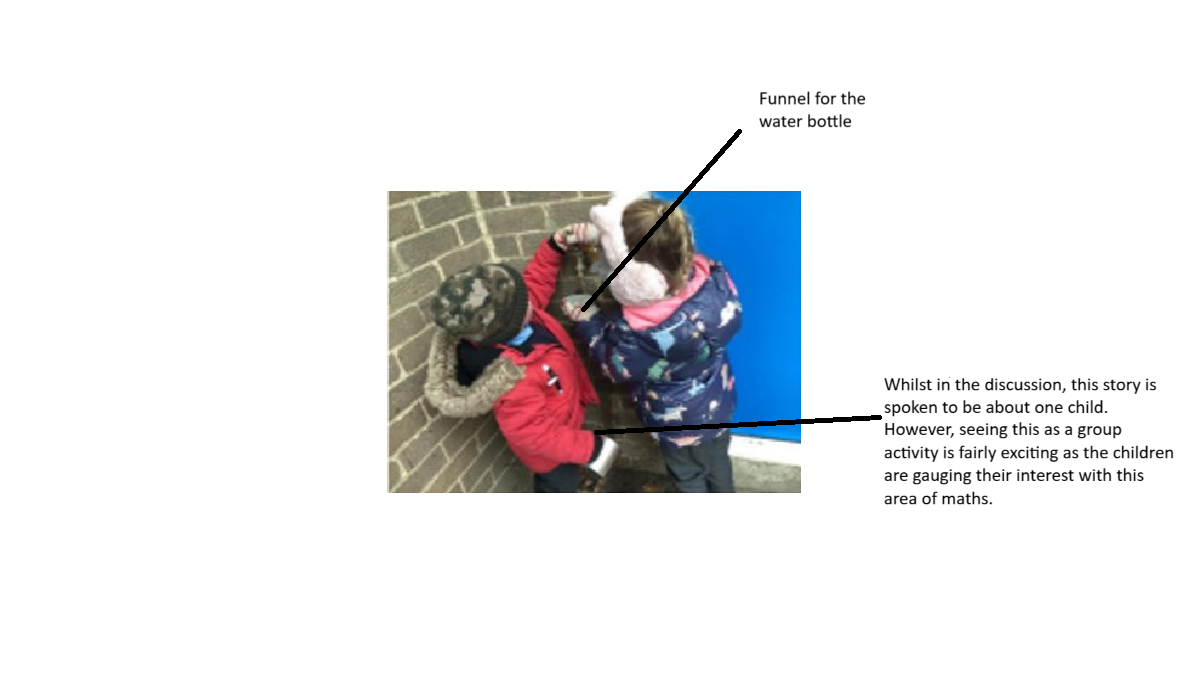 Funnel for the
water bottle
Whilst in the discussion, this story is
spoken to be about one child.
However, seeing this as a group
activity is fairly exciting as the children
are gauging their interest with this
area of maths.